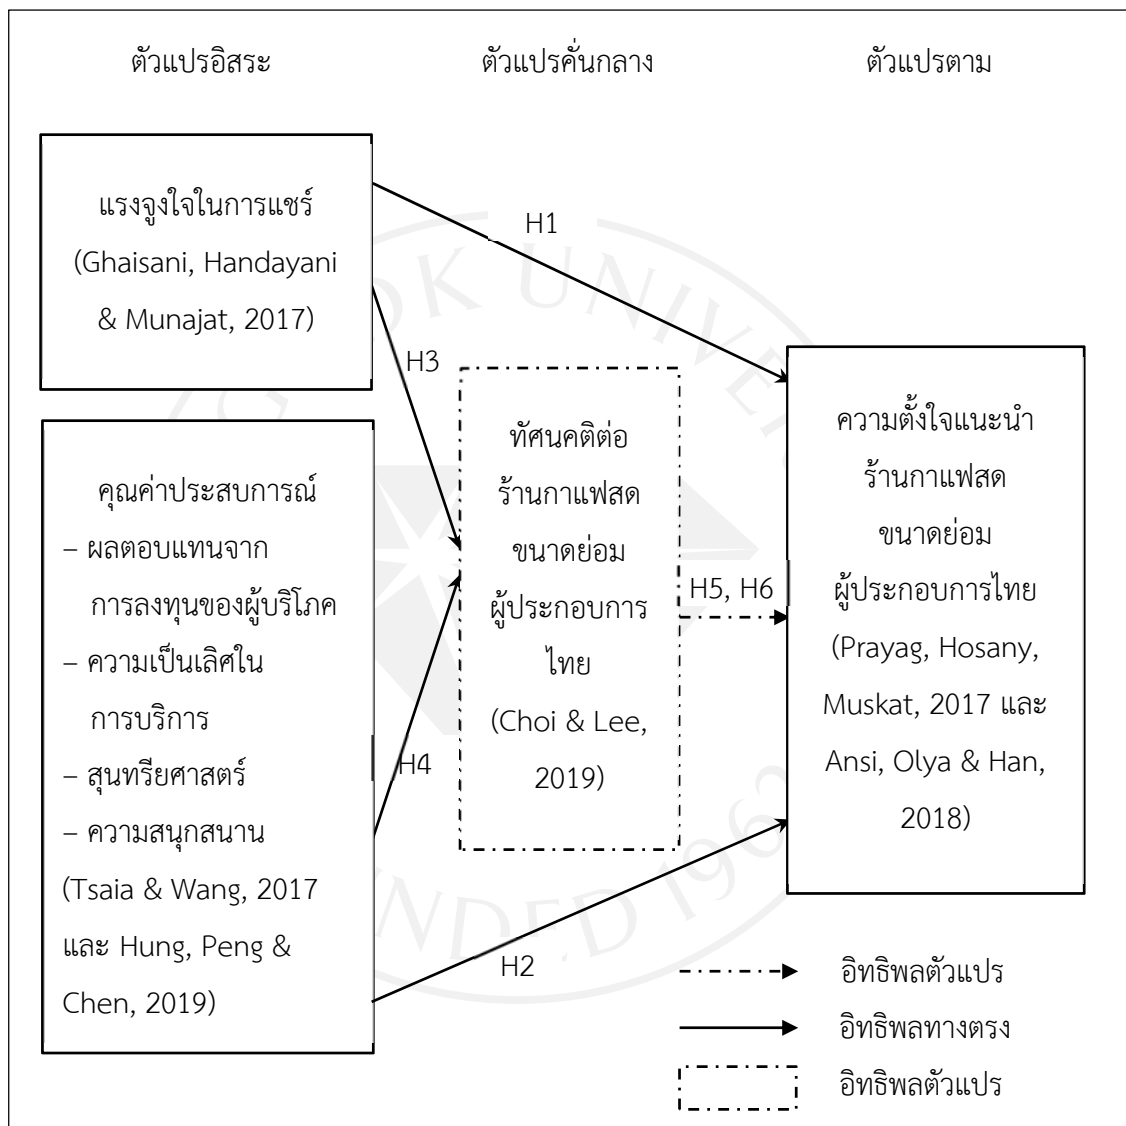 ตัวแปรอิสระ
ตัวแปรคั่นกลาง
ตัวแปรตาม
แรงจูงใจในการแชร์
(Ghaisani, Handayani
& Munajat, 2017)
H1
H3
คุณค่าประสบการณ์
– ผลตอบแทนจาก
การลงทุนของผู้บริโภค
– ความเป็นเลิศใน
การบริการ
– สุนทรียศาสตร์
– ความสนุกสนาน
(Tsaia & Wang, 2017
และ Hung, Peng &
Chen, 2019)
H4
H2
ทัศนคติต่อ
ร้านกาแฟสด
ขนาดย่อม
ผู้ประกอบการ
ไทย
(Choi & Lee,
2019)
H5, H6
ความตั้งใจแนะนำ
ร้านกาแฟสด
ขนาดย่อม
ผู้ประกอบการไทย
(Prayag, Hosany,
Muskat, 2017 และ
Ansi, Olya & Han,
2018)
อิทธิพลตัวแปร
อิทธิพลทางตรง
อิทธิพลตัวแปร